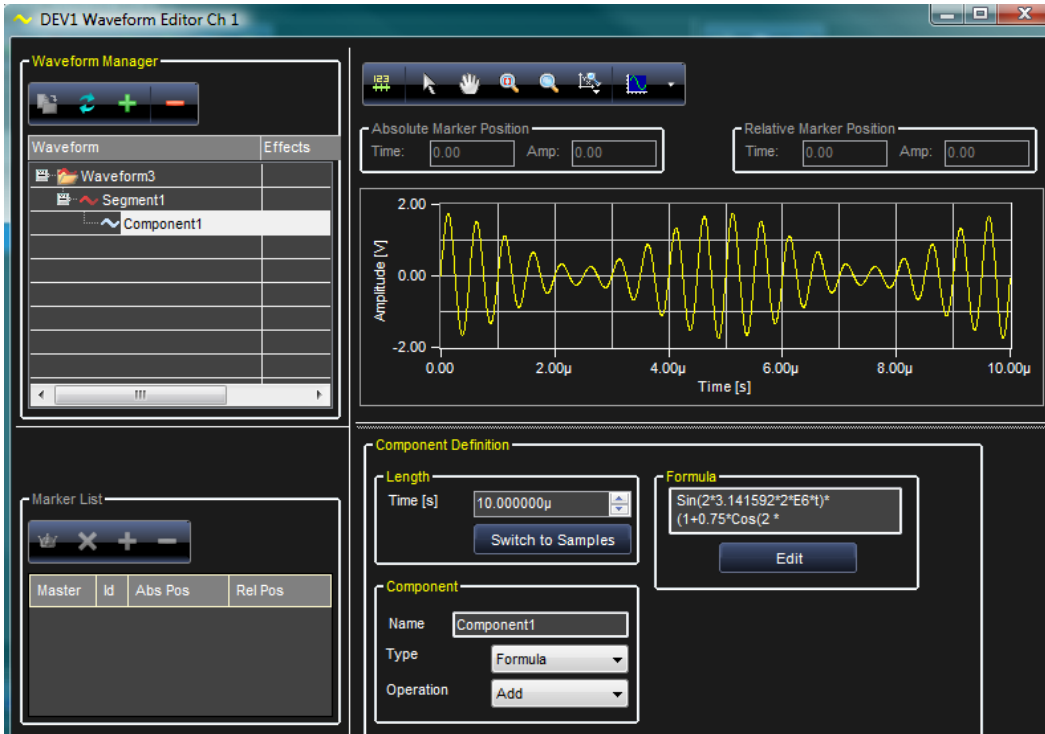 DEV1 Waveform Editor Ch 1
Waveform Manager
Waveform Effects
Waveform3
Segment1
Component1
Marker List
Master Id Abs Pos Rel Pos
123
Absolute Marker Position
Time: 0.00 Amp: 0.00
Relative Marker Position
Time: 0.00 Amp: 0.00
Amplitude [V]
2.00
0.00
-2.00
0.00 2.00µ 4.00µ 6.00µ 8.00µ 10.00µ
Time [s]
Component Definition
Length
Time [s] 10.000000µ
Switch to Samples
Formula
Sin(2*3.141592*2*E6*t)*
(1+0.75*Cos(2 *
Edit
Component
Name Component1
Type Formula
Operation Add